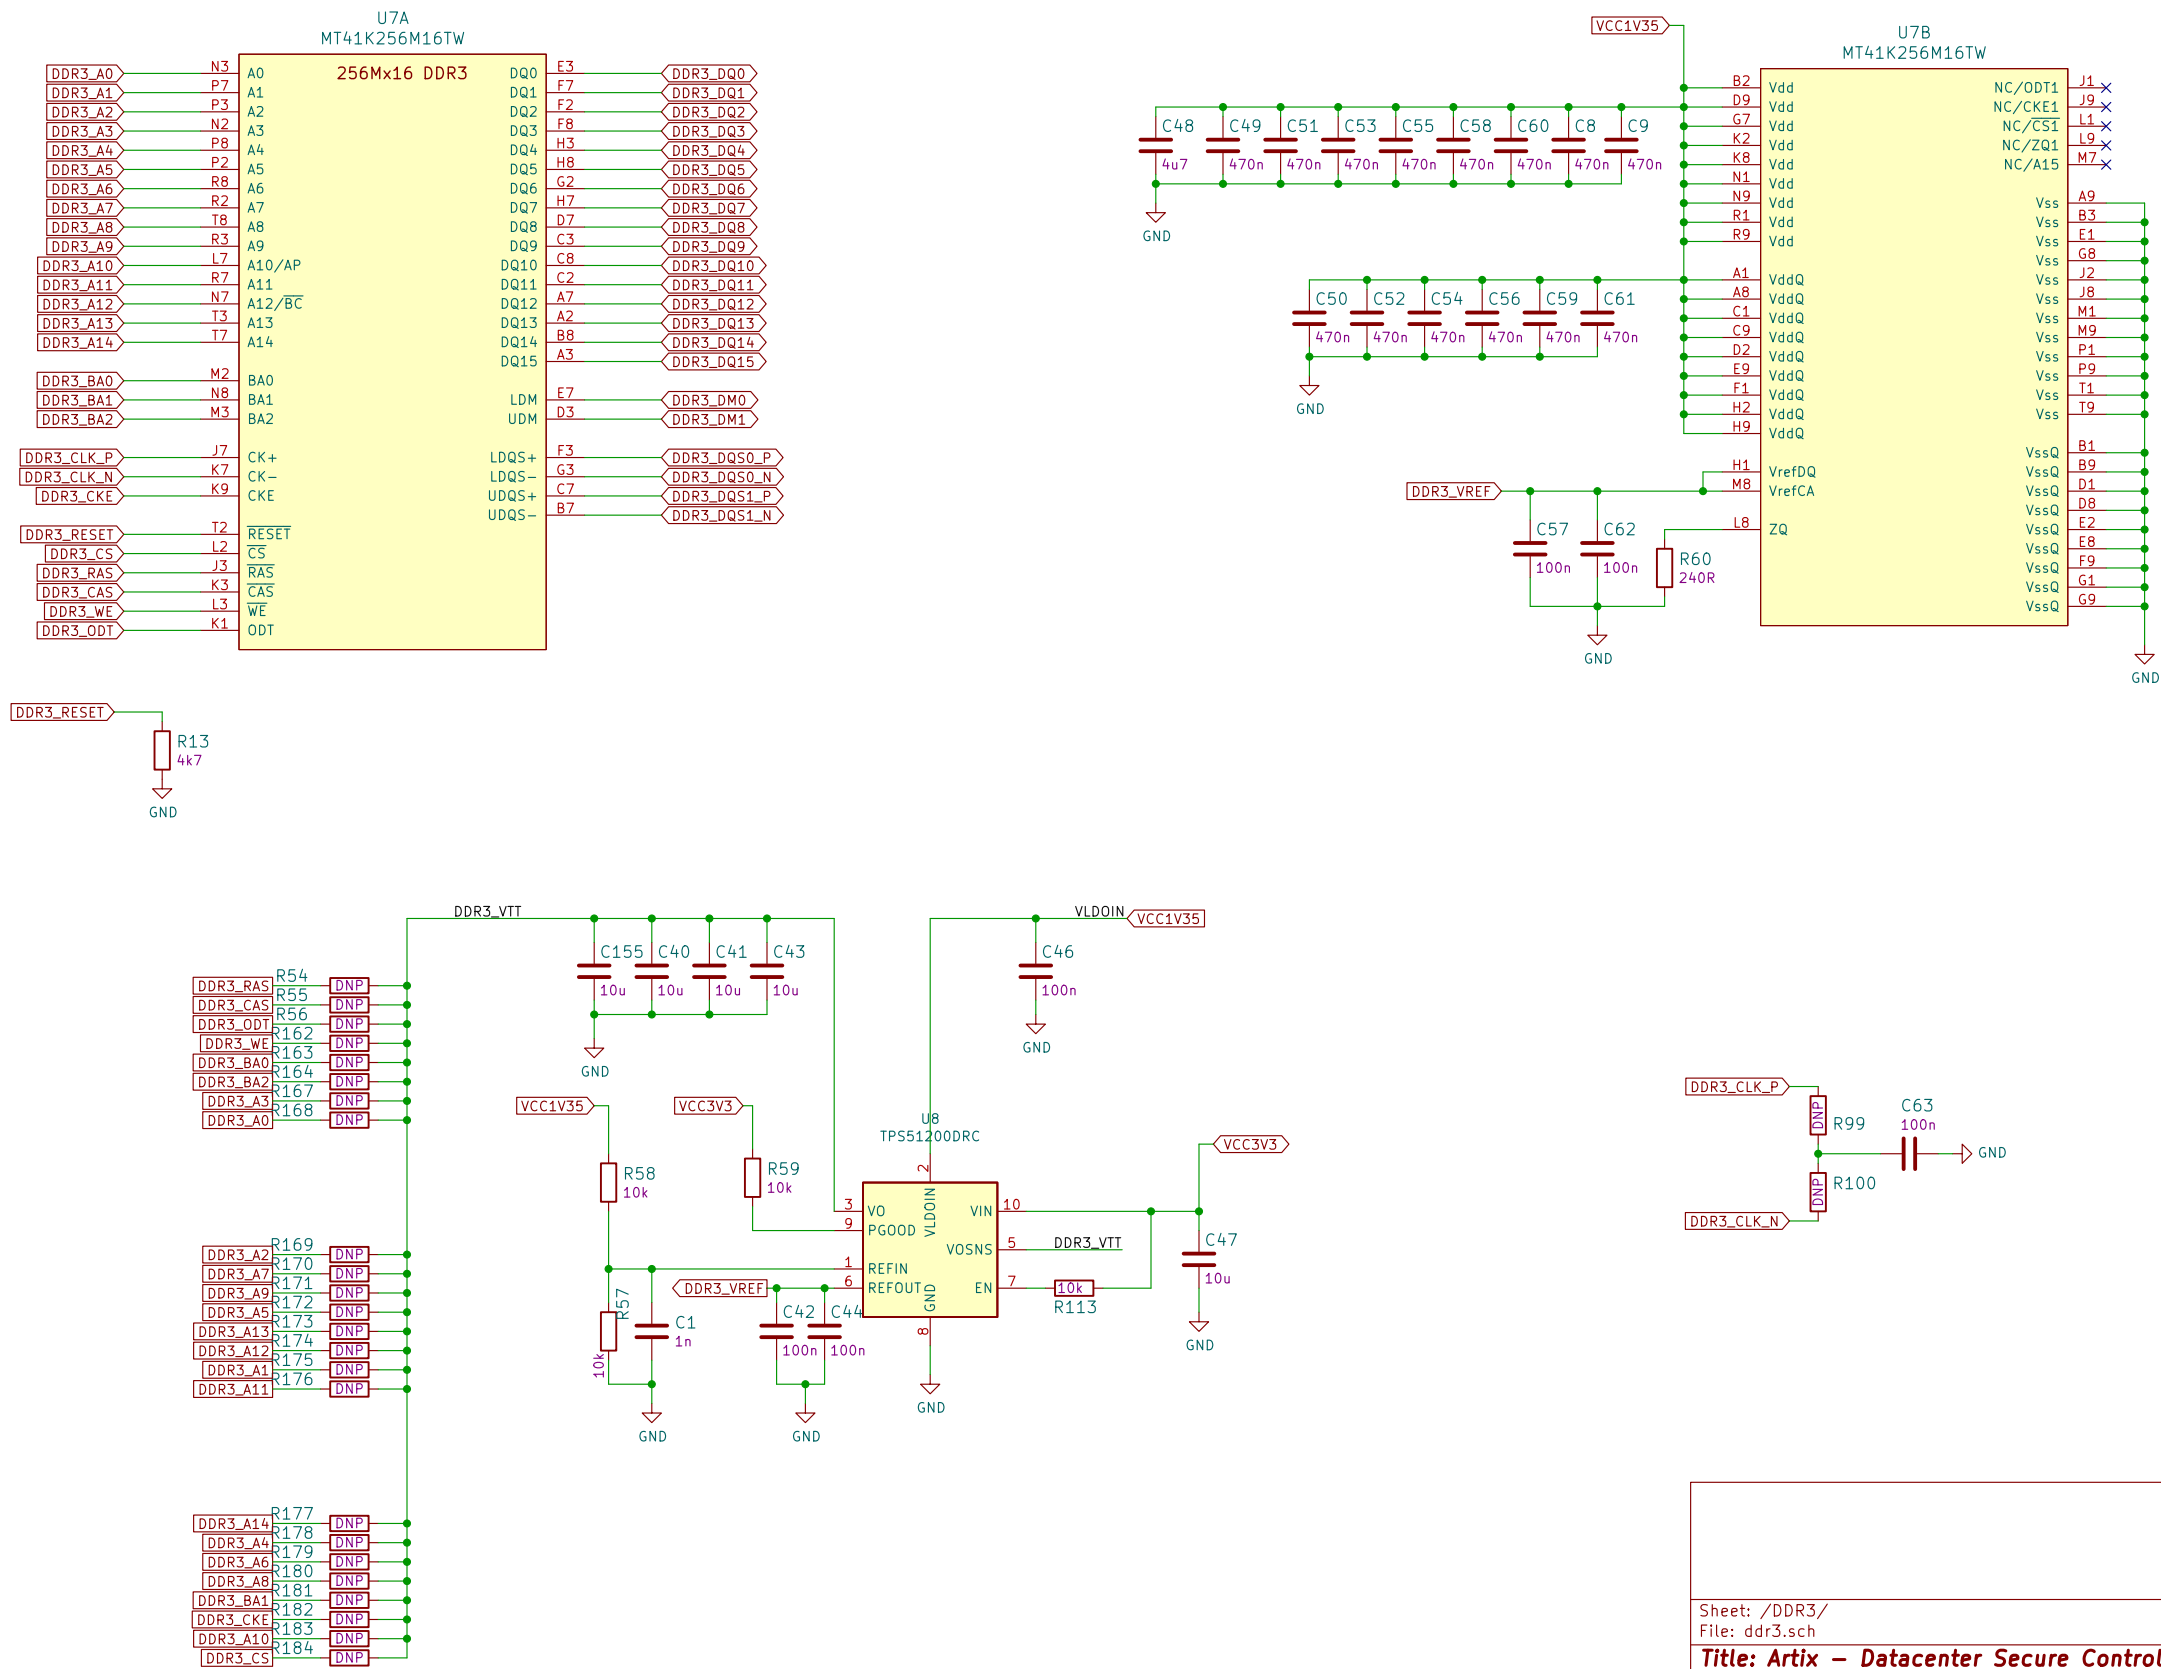 U7A
MT41K256M16TW
256Mx16 DDR3
DDR3_A0 N3 A0 DQ0 E3 DDR3_DQ0
DDR3_A1 P7 A1 DQ1 F7 DDR3_DQ1
DDR3_A2 P3 A2 DQ2 F2 DDR3_DQ2
DDR3_A3 N2 A3 DQ3 F8 DDR3_DQ3
DDR3_A4 P8 A4 DQ4 H3 DDR3_DQ4
DDR3_A5 P2 A5 DQ5 H8 DDR3_DQ5
DDR3_A6 R8 A6 DQ6 G2 DDR3_DQ6
DDR3_A7 R2 A7 DQ7 H7 DDR3_DQ7
DDR3_A8 T8 A8 DQ8 D7 DDR3_DQ8
DDR3_A9 R3 A9 DQ9 C3 DDR3_DQ9
DDR3_A10 L7 A10/AP DQ10 C8 DDR3_DQ10
DDR3_A11 R7 A11 DQ11 C2 DDR3_DQ11
DDR3_A12 N7 A12/BC DQ12 A7 DDR3_DQ12
DDR3_A13 T3 A13 DQ13 A2 DDR3_DQ13
DDR3_A14 T7 A14 DQ14 B8 DDR3_DQ14
DQ15 A3 DDR3_DQ15
DDR3_BA0 M2 BA0
DDR3_BA1 N8 BA1 LDM E7 DDR3_DM0
DDR3_BA2 M3 BA2 UDM D3 DDR3_DM1
DDR3_CLK_P J7 CK+ LDQS+ F3 DDR3_DQS0_P
DDR3_CLK_N K7 CK- LDQS- G3 DDR3_DQS0_N
DDR3_CKE K9 CKE UDQS+ C7 DDR3_DQS1_P
UDQS- B7 DDR3_DQS1_N
DDR3_RESET T2 RESET
DDR3_CS L2 CS
DDR3_RAS J3 RAS
DDR3_CAS K3 CAS
DDR3_WE L3 WE
DDR3_ODT K1 ODT
VCC1V35
U7B
MT41K256M16TW
B2 Vdd NC/ODT1 J1
D9 Vdd NC/CKE1 J9
G7 Vdd NC/CS1 L1
K2 Vdd NC/ZQ1 L9
K8 Vdd NC/A15 M7
N1 Vdd
N9 Vdd Vss A9
R1 Vdd Vss B3
R9 Vdd Vss E1
Vss G8
A1 VddQ Vss J2
A8 VddQ Vss J8
C1 VddQ Vss M1
C9 VddQ Vss M9
D2 VddQ Vss P1
E9 VddQ Vss P9
F1 VddQ Vss T1
H2 VddQ Vss T9
H9 VddQ
VssQ B1
H1 VrefDQ VssQ B9
M8 VrefCA VssQ D1
VssQ D8
L8 ZQ VssQ E2
VssQ E8
VssQ F9
VssQ G1
VssQ G9
GND
C48 C49 C51 C53 C55 C58 C60 C8 C9
4u7 470n 470n 470n 470n 470n 470n 470n 470n
GND
C50 C52 C54 C56 C59 C61
470n 470n 470n 470n 470n 470n
GND
DDR3_VREF
C57 C62 R60
100n 100n 240R
GND
DDR3_RESET
R13
4k7
GND
DDR3_VTT
C155 C40 C41 C43
10u 10u 10u 10u
GND
VLDOIN VCC1V35
C46
100n
GND
R54
DDR3_RAS DNP
R55
DDR3_CAS DNP
R56
DDR3_ODT DNP
R162
DDR3_WE DNP
R163
DDR3_BA0 DNP
R164
DDR3_BA2 DNP
R167
DDR3_A3 DNP
R168
DDR3_A0 DNP
R169
DDR3_A2 DNP
R170
DDR3_A7 DNP
R171
DDR3_A9 DNP
R172
DDR3_A5 DNP
R173
DDR3_A13 DNP
R174
DDR3_A12 DNP
R175
DDR3_A1 DNP
R176
DDR3_A11 DNP
R177
DDR3_A14 DNP
R178
DDR3_A4 DNP
R179
DDR3_A6 DNP
R180
DDR3_A8 DNP
R181
DDR3_BA1 DNP
R182
DDR3_CKE DNP
R183
DDR3_A10 DNP
R184
DDR3_CS DNP
VCC1V35 VCC3V3
R58
10k
R59
10k
R57
10k
C1
1n
GND
DDR3_VREF
C42 C44
100n 100n
GND
U8
TPS51200DRC
2 VLDOIN
3 VO VIN 10
9 PGOOD
VOSNS 5 DDR3_VTT
1 REFIN
6 REFOUT EN 7
GND 8
GND
10k
R113
VCC3V3
C47
10u
GND
DDR3_CLK_P
DNP
R99
C63
100n
GND
DNP
R100
DDR3_CLK_N
Sheet: /DDR3/
File: ddr3.sch
Title: Artix - Datacenter Secure Control